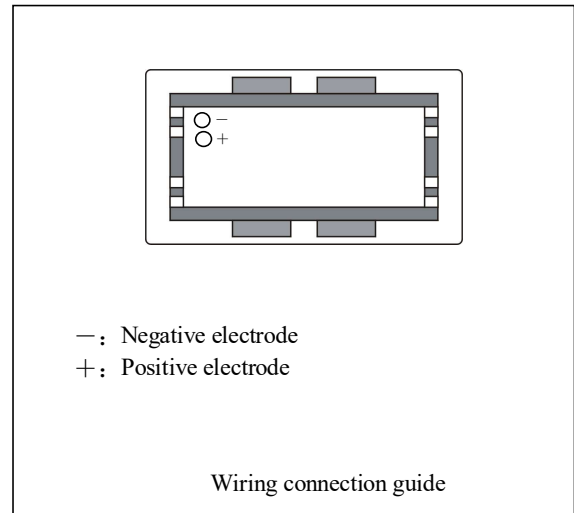 −
+
−：Negative electrode
+：Positive electrode
Wiring connection guide